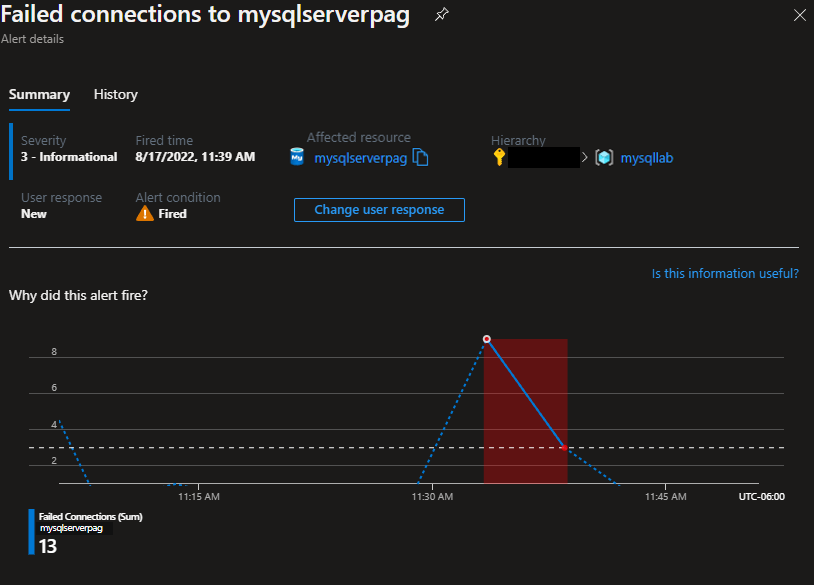 Failed connections to mysqlserverpag
Alert details
Summary History
Severity Fired time Affected resource Hierarchy
3 - Informational 8/17/2022, 11:39 AM mysqlserverpag > mysqllab
User response Alert condition
New Fired Change user response
Is this information useful?
Why did this alert fire?
8
6
4
2
11:15 AM 11:30 AM 11:45 AM UTC-06:00
Failed Connections (Sum)
mysqlserverpag
13